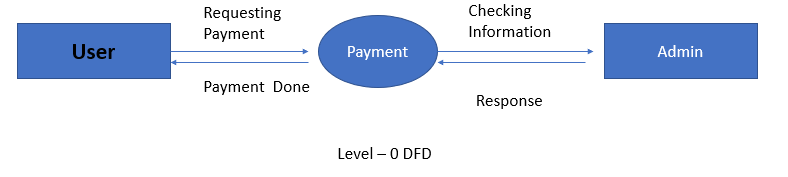 Requesting
Payment
Checking
Information
User
Payment
Admin
Payment  Done
Response
Level – 0 DFD